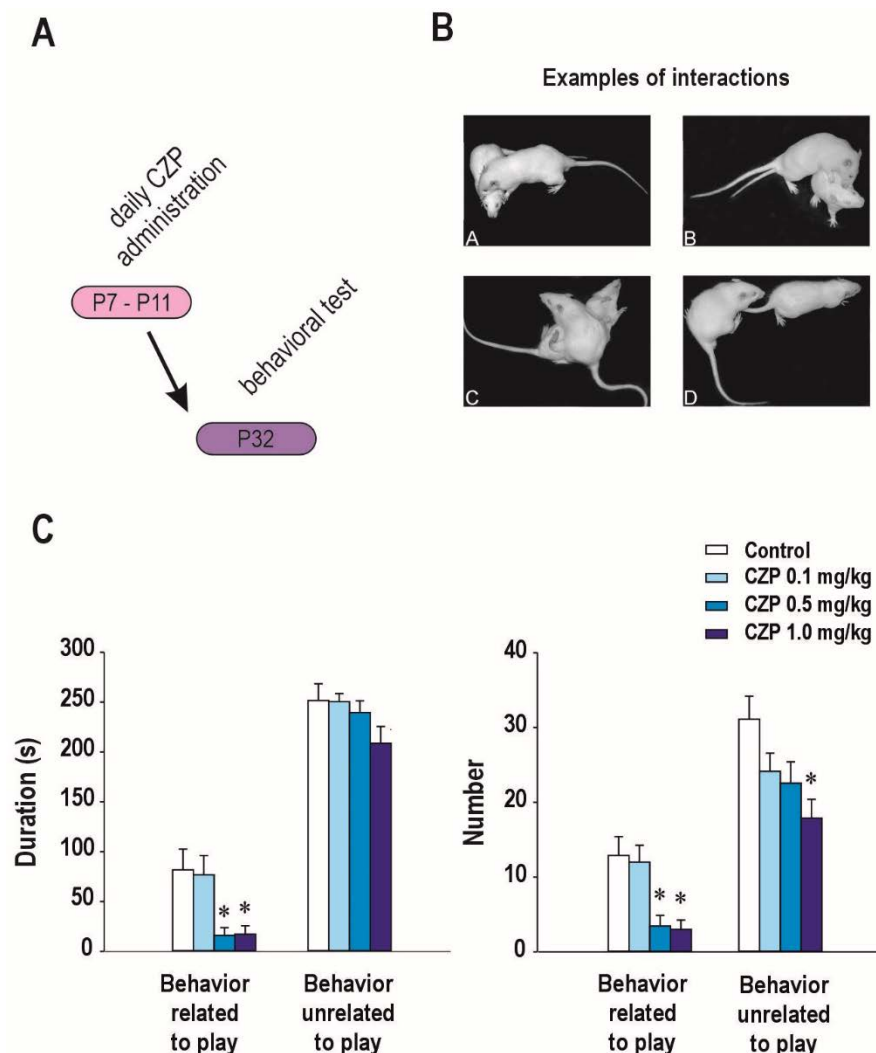 A
daily CZP
administration
P7 - P11
behavioral test
P32
B
Examples of interactions
A
B
C
D
C
Control
CZP 0.1 mg/kg
CZP 0.5 mg/kg
CZP 1.0 mg/kg
Duration (s)
300
250
200
150
100
50
0
* *
Behavior
related
to play
Behavior
unrelated
to play
Number
40
30
20
10
0
* *
*
Behavior
related
to play
Behavior
unrelated
to play